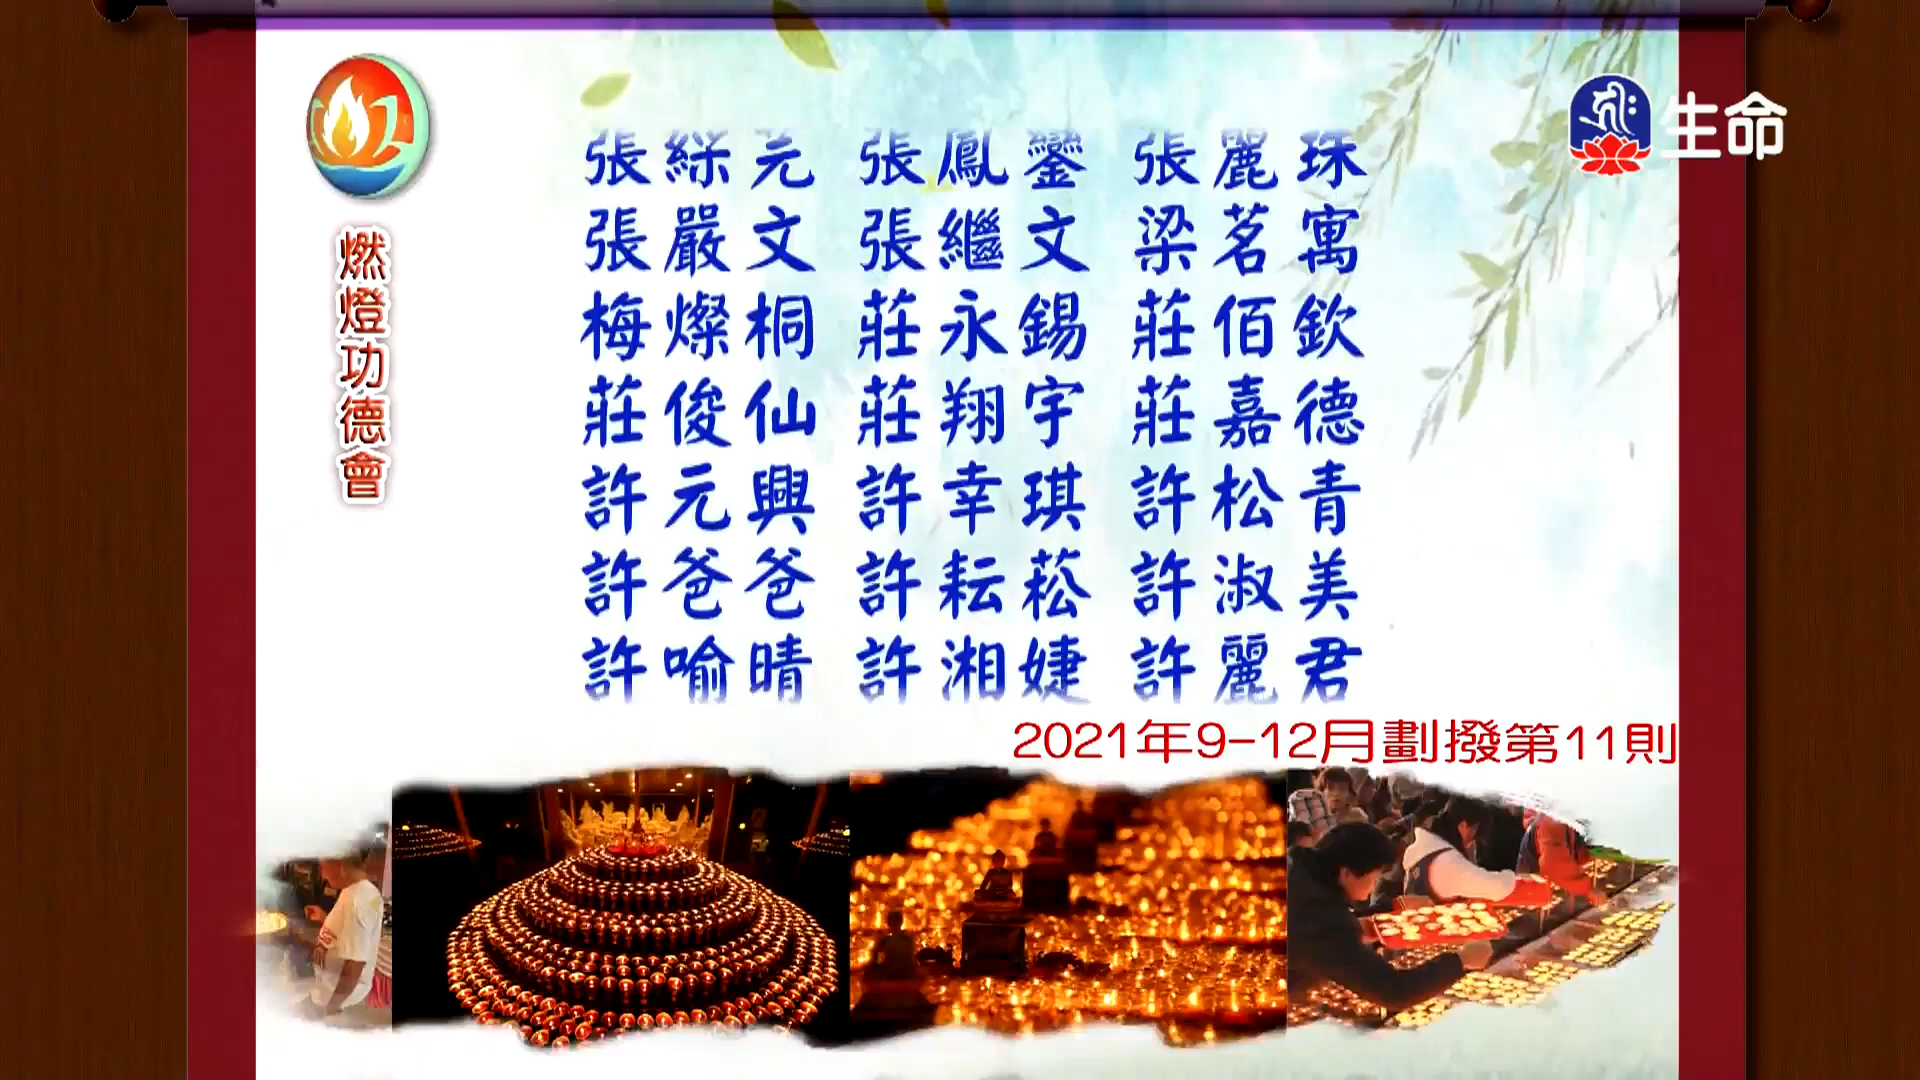 生命
燃燈功德會
張綵芫 張鳳鑾 張麗珠
張嚴文 張繼文 梁茗寓
梅燦桐 莊永錫 莊佰欽
莊俊仙 莊翔宇 莊嘉德
許元興 許幸琪 許松青
許爸爸 許耘菘 許淑美
許喻晴 許湘婕 許麗君
2021年9-12月劃撥第11則